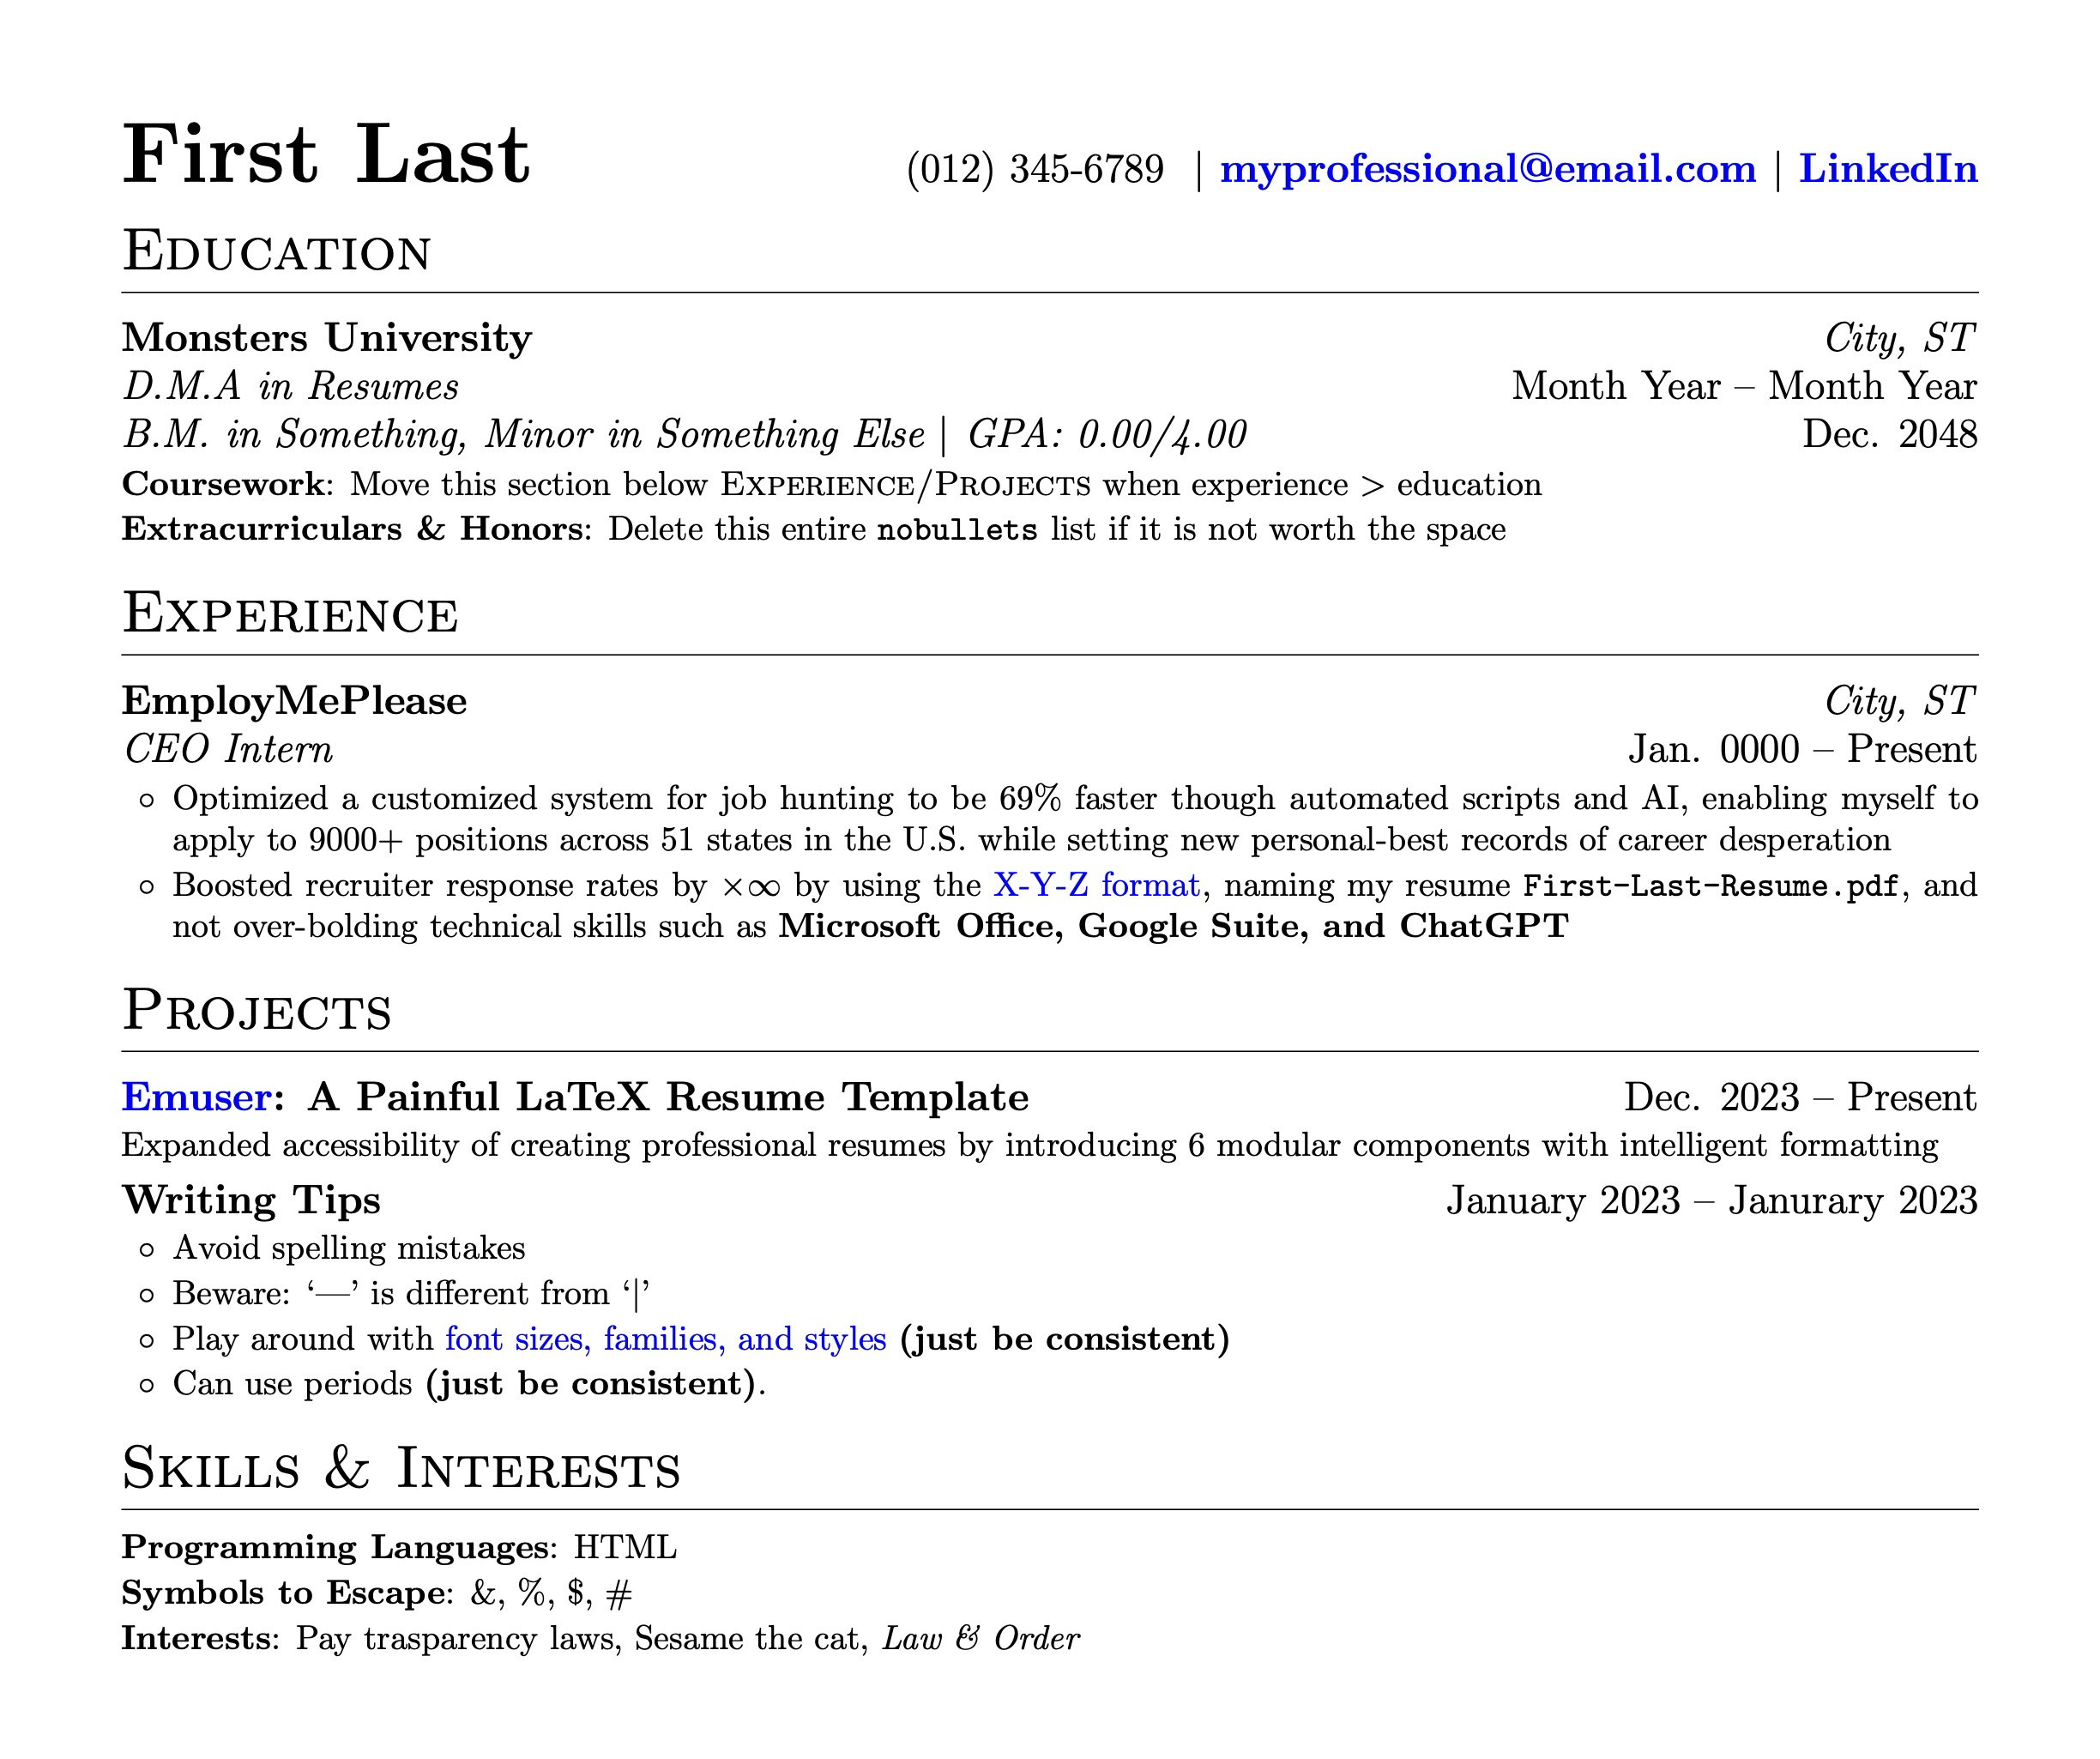 First Last (012) 345-6789 | myprofessional@email.com | LinkedIn
Education
Monsters University City, ST
D.M.A in Resumes Month Year – Month Year
B.M. in Something, Minor in Something Else | GPA: 0.00/4.00 Dec. 2048
Coursework: Move this section below Experience/Projects when experience > education
Extracurriculars & Honors: Delete this entire nobullets list if it is not worth the space
Experience
EmployMePlease City, ST
CEO Intern Jan. 0000 – Present
◦ Optimized a customized system for job hunting to be 69% faster though automated scripts and AI, enabling myself to
apply to 9000+ positions across 51 states in the U.S. while setting new personal-best records of career desperation
◦ Boosted recruiter response rates by ×∞ by using the X-Y-Z format, naming my resume First-Last-Resume.pdf, and
not over-bolding technical skills such as Microsoft Office, Google Suite, and ChatGPT
Projects
Emuser: A Painful LaTeX Resume Template Dec. 2023 – Present
Expanded accessibility of creating professional resumes by introducing 6 modular components with intelligent formatting
Writing Tips January 2023 – Janurary 2023
◦ Avoid spelling mistakes
◦ Beware: ‘—’ is different from ‘|’
◦ Play around with font sizes, families, and styles (just be consistent)
◦ Can use periods (just be consistent).
Skills & Interests
Programming Languages: HTML
Symbols to Escape: &, %, $, #
Interests: Pay trasparency laws, Sesame the cat, Law & Order